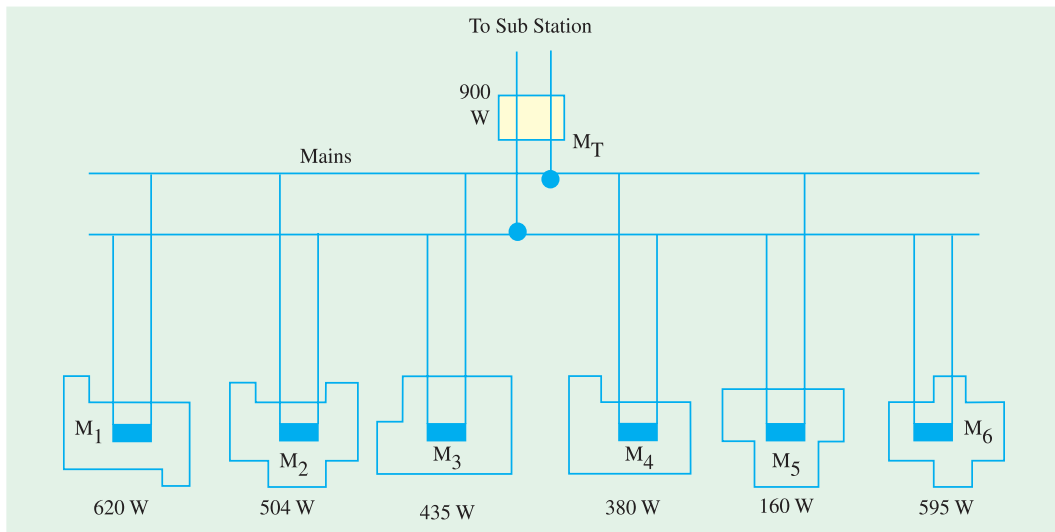 To Sub Station
900
W
M_T
Mains
M_1
M_2
M_3
M_4
M_5
M_6
620 W
504 W
435 W
380 W
160 W
595 W